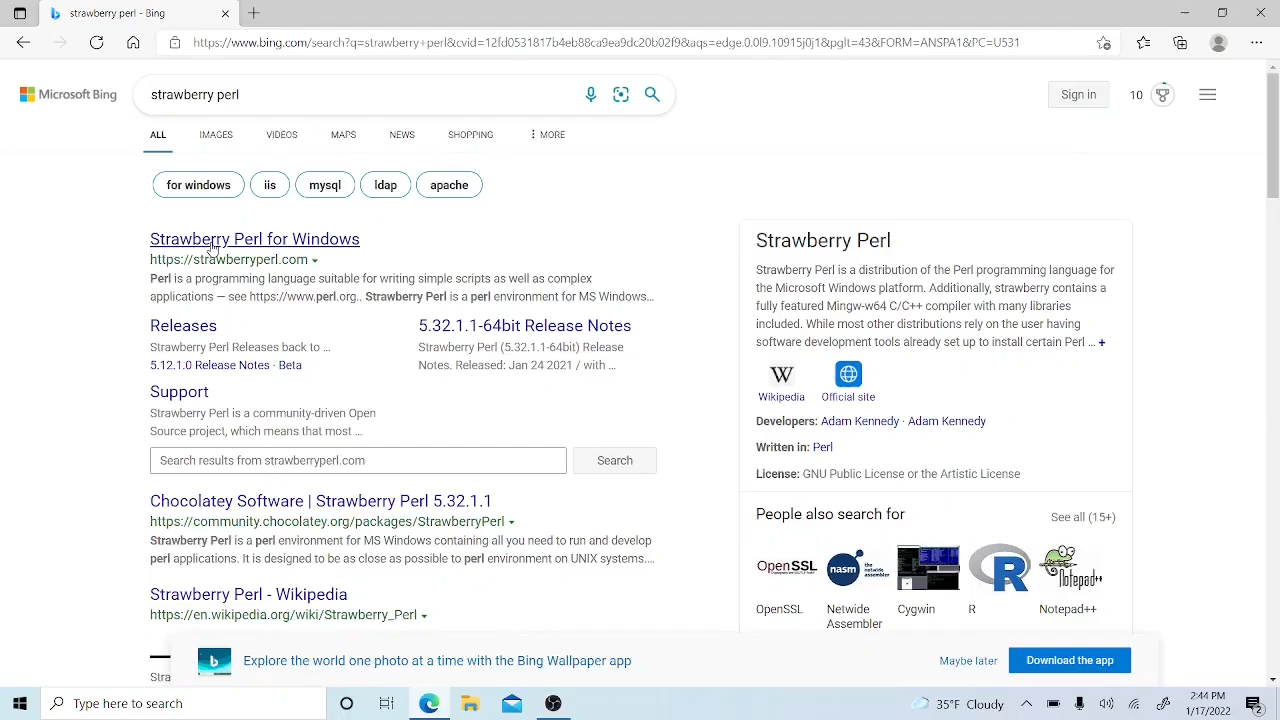 strawberry perl - Bing
https://www.bing.com/search?q=strawberry+perl&cvid=12fd0531817b4eb88ca9ea9dc20b02f9&aqs=edge.0.0l9.10915j0j1&pglt=43&FORM=ANSPA1&PC=U531
Microsoft Bing
strawberry perl
Sign in
10
ALL
IMAGES
VIDEOS
MAPS
NEWS
SHOPPING
MORE
for windows
iis
mysql
ldap
apache
Strawberry Perl for Windows
https://strawberryperl.com
Perl is a programming language suitable for writing simple scripts as well as complex
applications — see https://www.perl.org.. Strawberry Perl is a perl environment for MS Windows...
Releases
Strawberry Perl Releases back to ...
5.12.1.0 Release Notes · Beta
5.32.1.1-64bit Release Notes
Strawberry Perl (5.32.1.1-64bit) Release
Notes. Released: Jan 24 2021 / with ...
Support
Strawberry Perl is a community-driven Open
Source project, which means that most ...
Search results from strawberryperl.com
Search
Chocolatey Software | Strawberry Perl 5.32.1.1
https://community.chocolatey.org/packages/StrawberryPerl
Strawberry Perl is a perl environment for MS Windows containing all you need to run and develop
perl applications. It is designed to be as close as possible to perl environment on UNIX systems....
Strawberry Perl - Wikipedia
https://en.wikipedia.org/wiki/Strawberry_Perl
Stra
Strawberry Perl
Strawberry Perl is a distribution of the Perl programming language for
the Microsoft Windows platform. Additionally, strawberry contains a
fully featured Mingw-w64 C/C++ compiler with many libraries
included. While most other distributions rely on the user having
software development tools already set up to install certain Perl ... +
W
Wikipedia
Official site
Developers: Adam Kennedy · Adam Kennedy
Written in: Perl
License: GNU Public License or the Artistic License
People also search for
See all (15+)
OpenSSL
nasm
R
Notepad++
OpenSSL
Netwide
Assembler
Cygwin
R
Notepad++
b
Explore the world one photo at a time with the Bing Wallpaper app
Maybe later
Download the app
Type here to search
35°F Cloudy
2:44 PM
1/17/2022
2